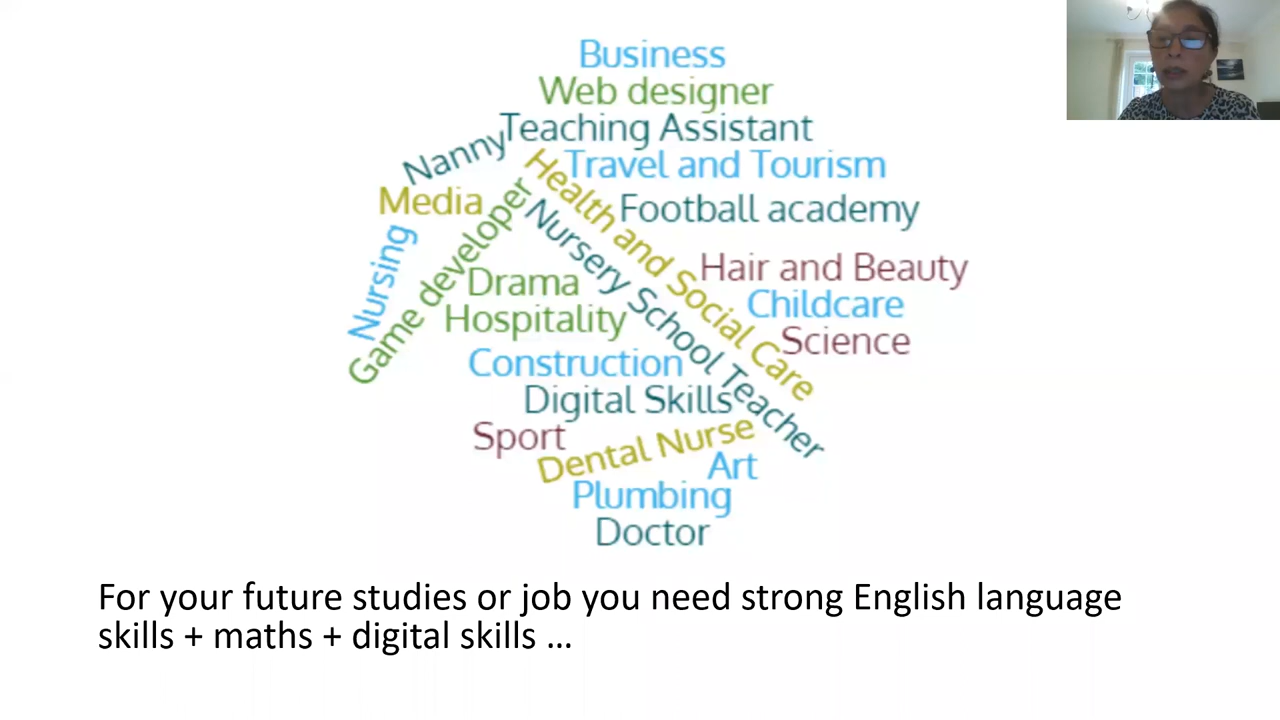 Business
Web designer
Teaching Assistant
Nanny
Travel and Tourism
Health and Social Care
Media
Football academy
Game developer
Nursery School Teacher
Nursing
Hair and Beauty
Drama
Childcare
Hospitality
Science
Construction
Digital Skills
Sport
Dental Nurse
Art
Plumbing
Doctor
For your future studies or job you need strong English language
skills + maths + digital skills ...